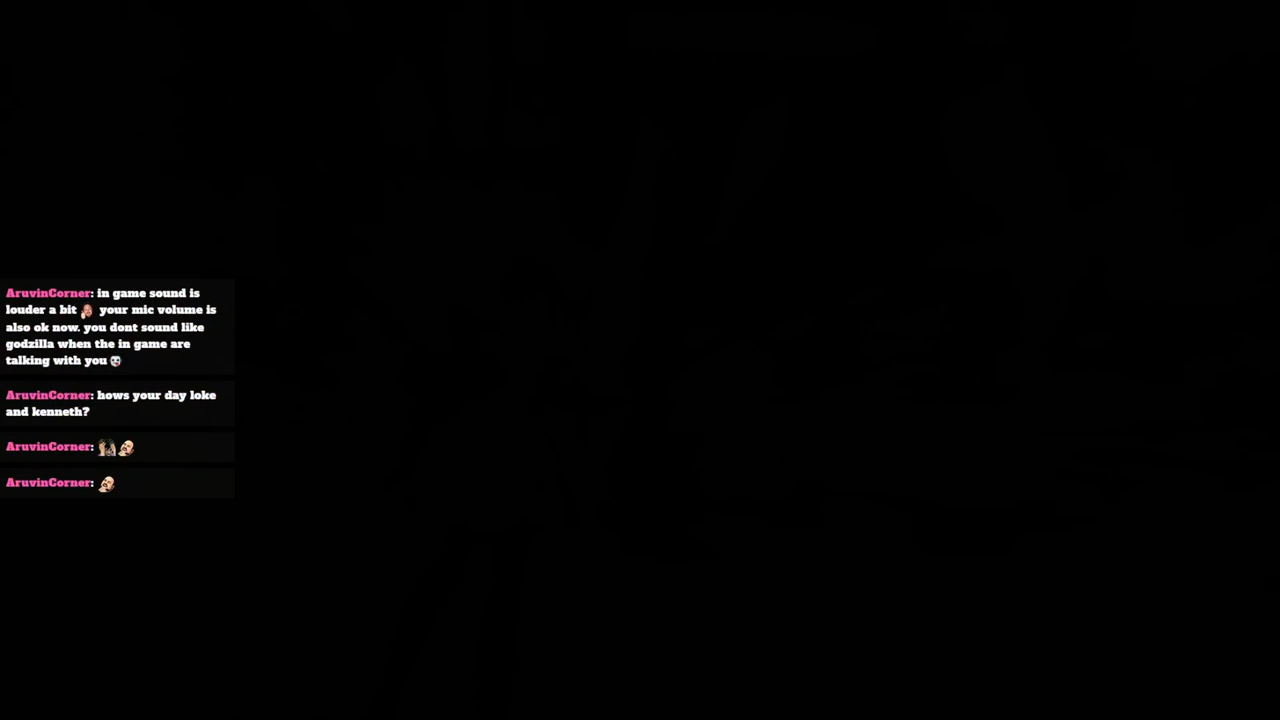 AruvinCorner: in game sound is
louder a bit your mic volume is
also ok now. you dont sound like
godzilla when the in game are
talking with you
AruvinCorner: hows your day loke
and kenneth?
AruvinCorner:
AruvinCorner: